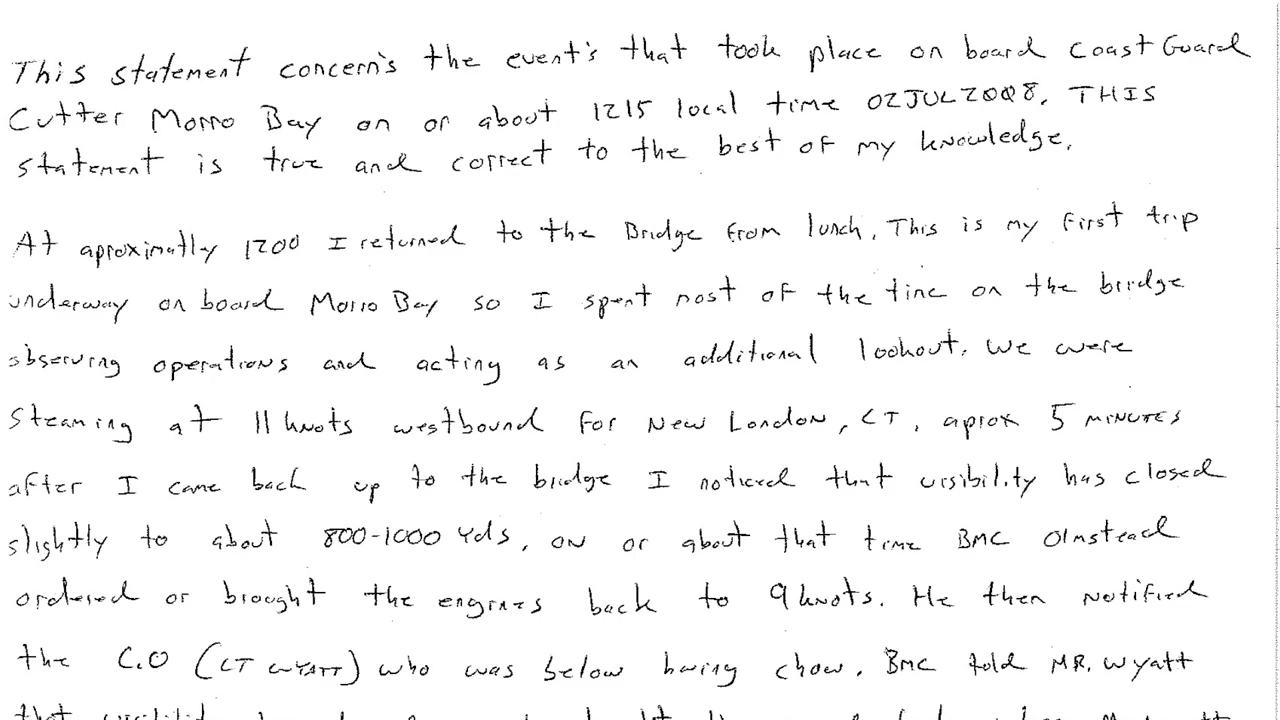 This statement concern's the event's that took place on board Coast Guard
Cutter Morro Bay on or about 1215 local time 02JUL2008. THIS
statement is true and correct to the best of my knowledge.
At aproximatly 1200 I returned to the Bridge from lunch. This is my first trip
underway on board Morro Bay so I spent most of the time on the bridge
observing operations and acting as an additional lookout. We were
steaming at 11 knots westbound for New London, CT, aprox 5 MINUTES
after I came back up to the bridge I noticed that visibility has closed
slightly to about 800-1000 Yds, ON or about that time BMC Olmstead
ordered or brought the engines back to 9 knots. He then notified
the C.O (LT WYATT) who was below having chow. BMC told MR. Wyatt
that visibility